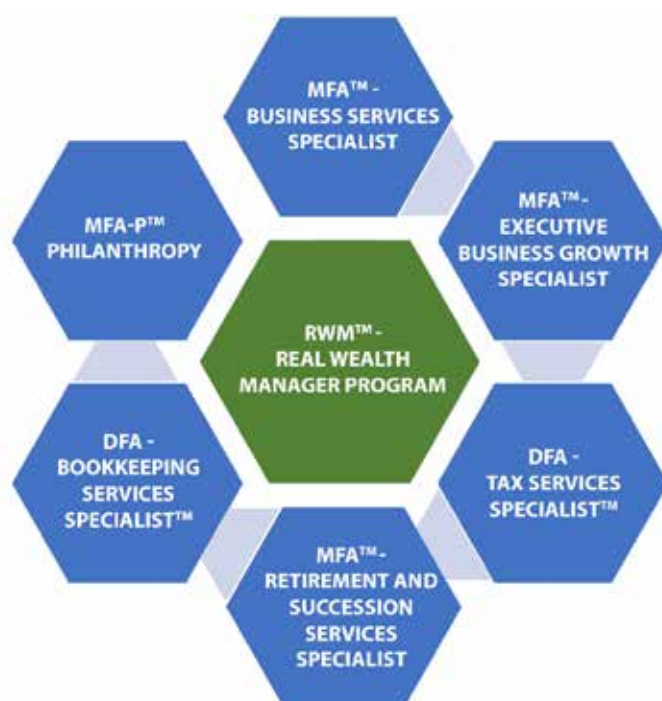 MFA™ -
BUSINESS SERVICES
SPECIALIST
MFA™ -
EXECUTIVE
BUSINESS GROWTH
SPECIALIST
MFA-P™
PHILANTHROPY
RWM™ -
REAL WEALTH
MANAGER PROGRAM
DFA -
BOOKKEEPING
SERVICES
SPECIALIST™
DFA -
TAX SERVICES
SPECIALIST™
MFA™ -
RETIREMENT AND
SUCCESSION
SERVICES
SPECIALIST